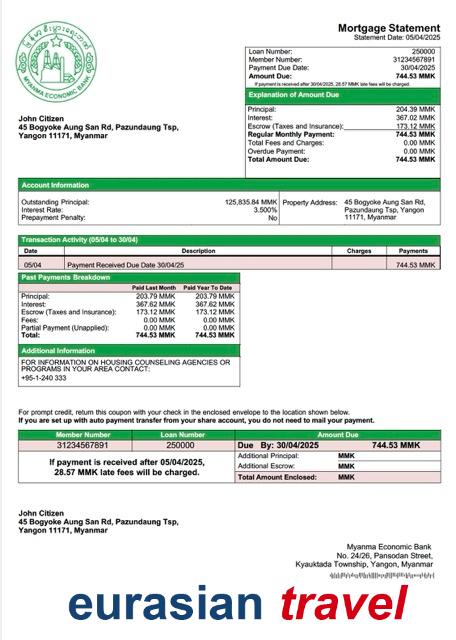 MYANMA ECONOMIC BANK
Mortgage Statement
Statement Date: 05/04/2025
Loan Number: 250000
Member Number: 31234567891
Payment Due Date: 30/04/2025
Amount Due: 744.53 MMK
If payment is received after 30/04/2025, 28.57 MMK late fees will be charged.
Explanation of Amount Due
Principal: 204.39 MMK
Interest: 367.02 MMK
Escrow (Taxes and Insurance): 173.12 MMK
Regular Monthly Payment: 744.53 MMK
Total Fees and Charges: 0.00 MMK
Overdue Payment: 0.00 MMK
Total Amount Due: 744.53 MMK
John Citizen
45 Bogyoke Aung San Rd, Pazundaung Tsp,
Yangon 11171, Myanmar
Account Information
Outstanding Principal: 125,835.84 MMK
Interest Rate: 3.500%
Prepayment Penalty: No
Property Address: 45 Bogyoke Aung San Rd,
Pazundaung Tsp, Yangon
11171, Myanmar
Transaction Activity (05/04 to 30/04)
Date Description Charges Payments
05/04 Payment Received Due Date 30/04/25 744.53 MMK
Past Payments Breakdown
Paid Last Month Paid Year To Date
Principal: 203.79 MMK 203.79 MMK
Interest: 367.62 MMK 367.62 MMK
Escrow (Taxes and Insurance): 173.12 MMK 173.12 MMK
Fees: 0.00 MMK 0.00 MMK
Partial Payment (Unapplied): 0.00 MMK 0.00 MMK
Total: 744.53 MMK 744.53 MMK
Additional Information
FOR INFORMATION ON HOUSING COUNSELING AGENCIES OR
PROGRAMS IN YOUR AREA CONTACT:
+95-1-240 333
For prompt credit, return this coupon with your check in the enclosed envelope to the location shown below.
If you are set up with auto payment transfer from your share account, you do not need to mail your payment.
Member Number Loan Number Amount Due
31234567891 250000 Due By: 30/04/2025 744.53 MMK
If payment is received after 05/04/2025,
28.57 MMK late fees will be charged.
Additional Principal: MMK
Additional Escrow: MMK
Total Amount Enclosed: MMK
John Citizen
45 Bogyoke Aung San Rd, Pazundaung Tsp,
Yangon 11171, Myanmar
Myanma Economic Bank
No. 24/26, Pansodan Street,
Kyauktada Township, Yangon, Myanmar
eurasian travel